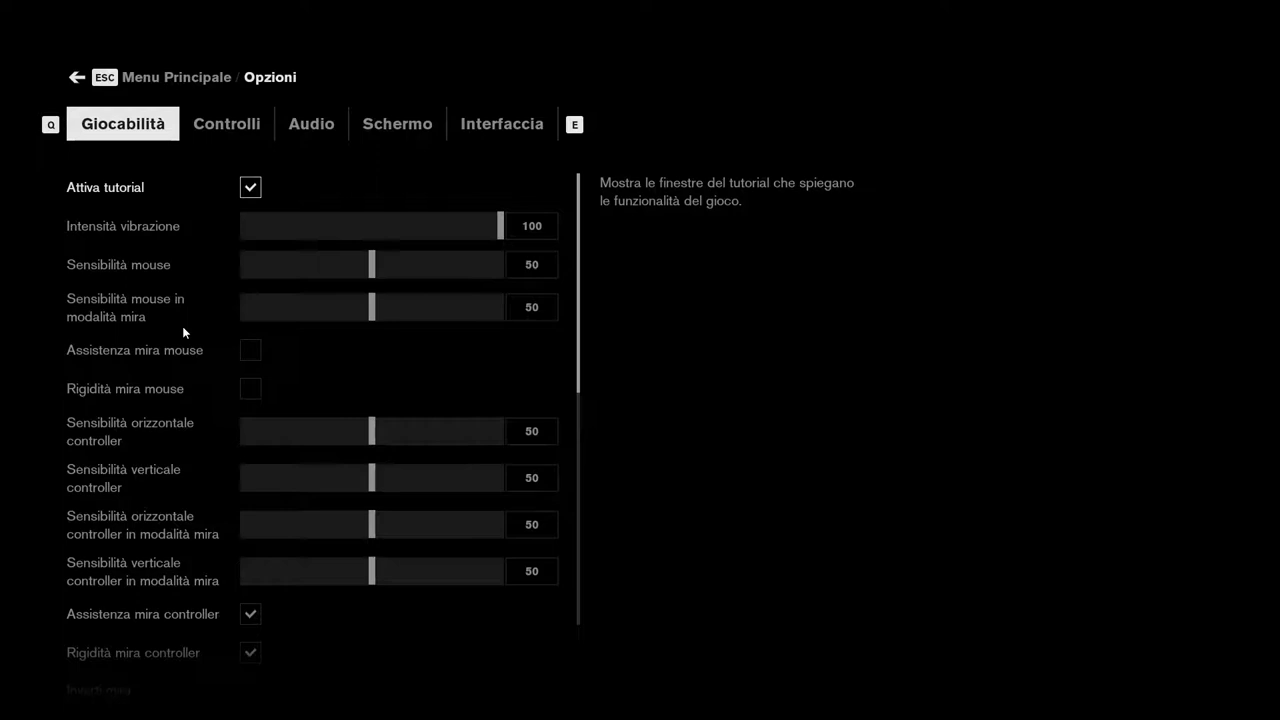 ESC Menu Principale / Opzioni
Q Giocabilità Controlli Audio Schermo Interfaccia E
Attiva tutorial
Mostra le finestre del tutorial che spiegano
le funzionalità del gioco.
Intensità vibrazione 100
Sensibilità mouse 50
Sensibilità mouse in
modalità mira 50
Assistenza mira mouse
Rigidità mira mouse
Sensibilità orizzontale
controller 50
Sensibilità verticale
controller 50
Sensibilità orizzontale
controller in modalità mira 50
Sensibilità verticale
controller in modalità mira 50
Assistenza mira controller
Rigidità mira controller
Inverti mira